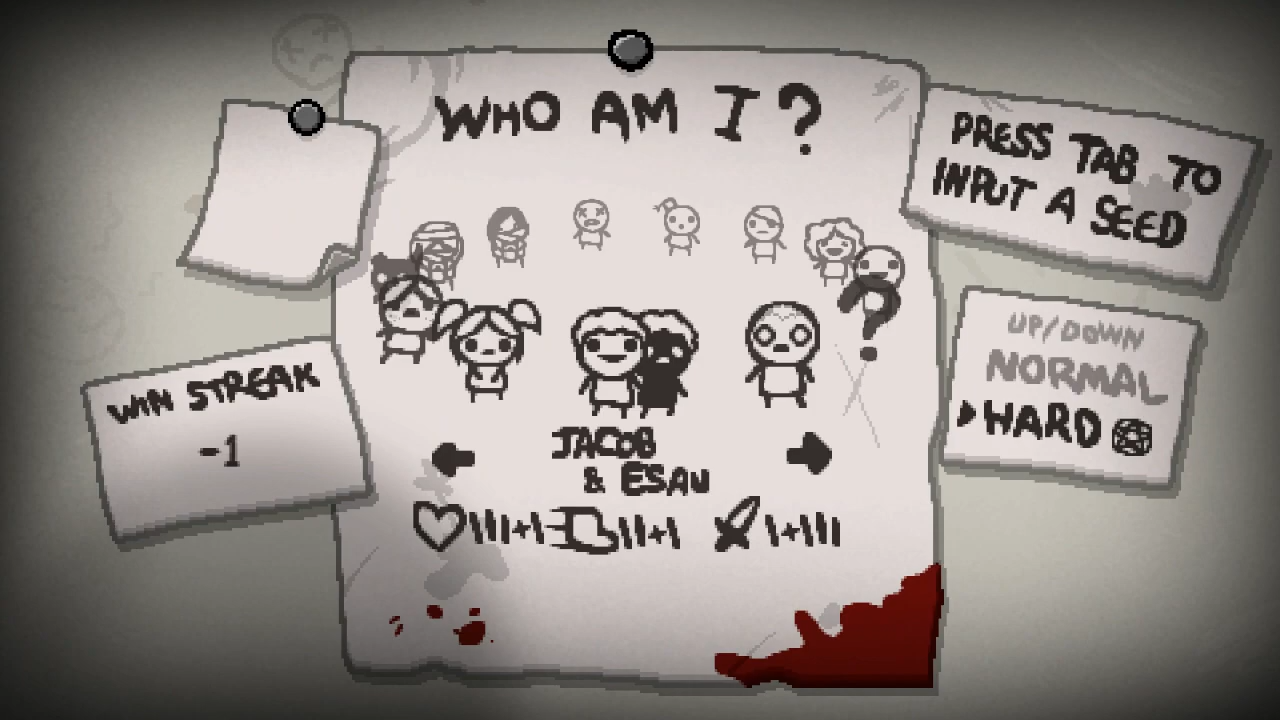 WHO AM I?
PRESS TAB TO
INPUT A SEED
WIN STREAK
-1
UP/DOWN
NORMAL
HARD
JACOB
& ESAU
|||+| ||+| |+|||